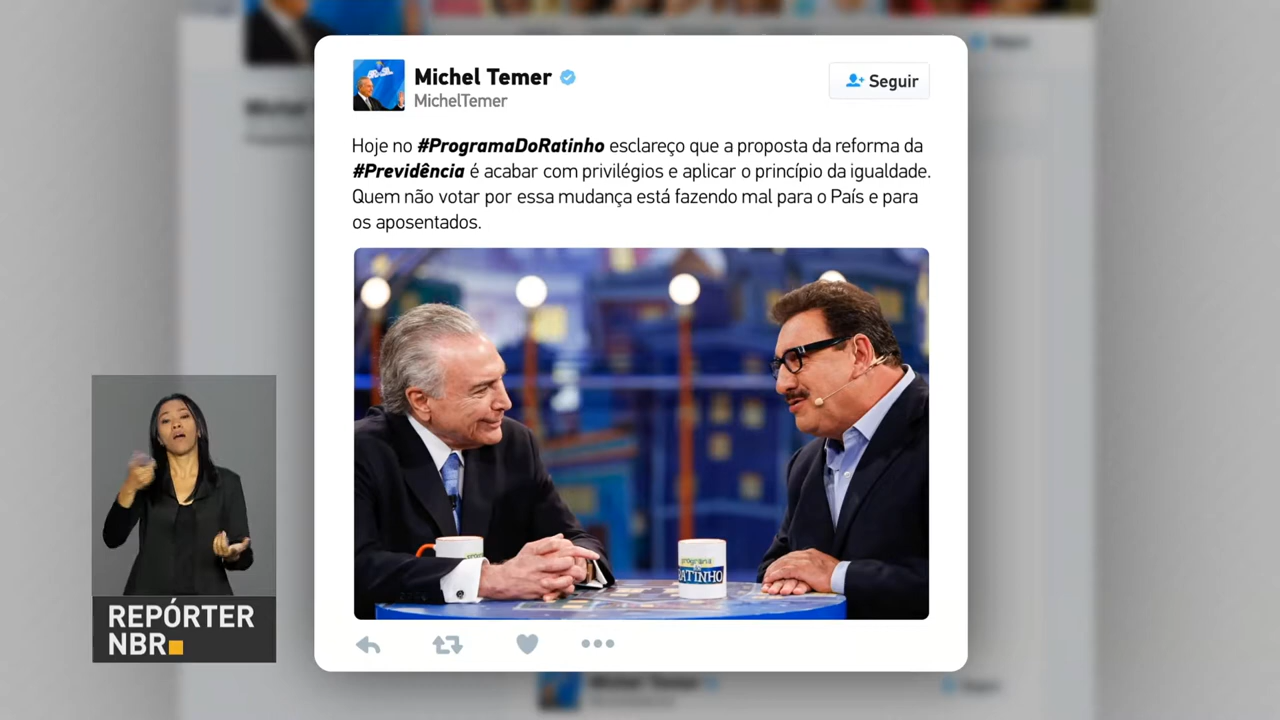 Michel Temer
MichelTemer
Seguir
Hoje no #ProgramaDoRatinho esclareço que a proposta da reforma da
#Previdência é acabar com privilégios e aplicar o princípio da igualdade.
Quem não votar por essa mudança está fazendo mal para o País e para
os aposentados.
programa
RATINHO
REPÓRTER
NBR